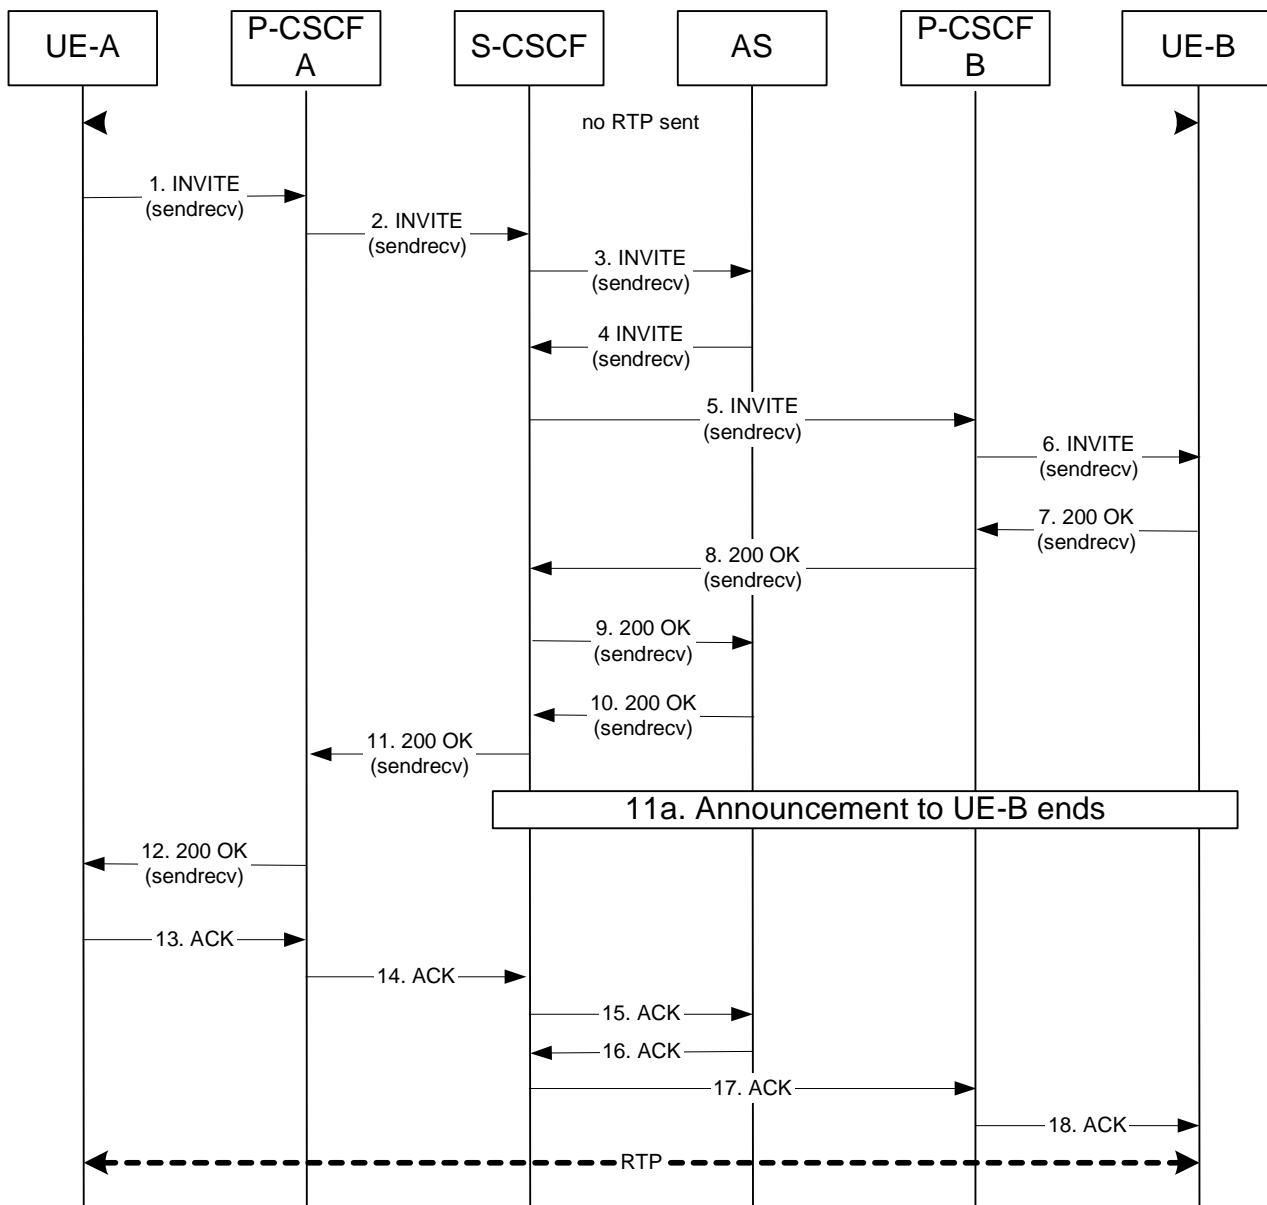 UE-A
P-CSCF
A
S-CSCF
AS
P-CSCF
B
UE-B
no RTP sent
1. INVITE
(sendrecv)
2. INVITE
(sendrecv)
3. INVITE
(sendrecv)
4 INVITE
(sendrecv)
5. INVITE
(sendrecv)
6. INVITE
(sendrecv)
7. 200 OK
(sendrecv)
8. 200 OK
(sendrecv)
9. 200 OK
(sendrecv)
10. 200 OK
(sendrecv)
11. 200 OK
(sendrecv)
11a. Announcement to UE-B ends
12. 200 OK
(sendrecv)
13. ACK
14. ACK
15. ACK
16. ACK
17. ACK
18. ACK
RTP